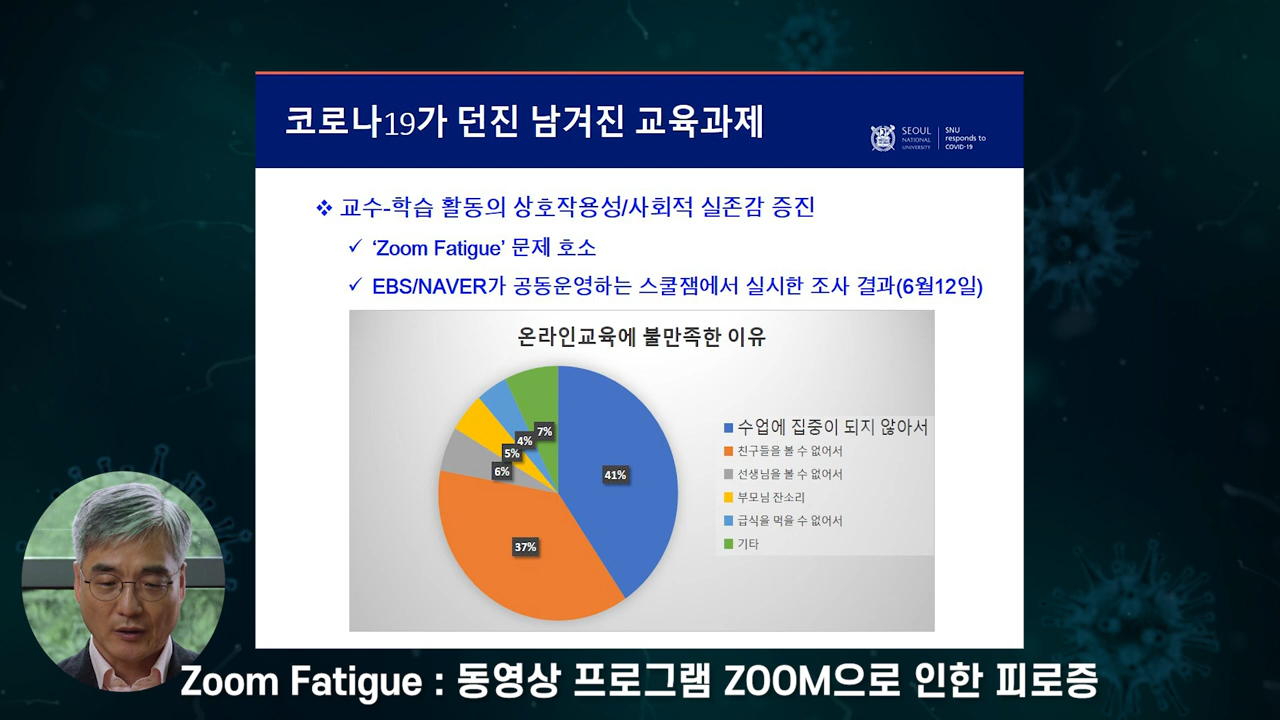 코로나19가 던진 남겨진 교육과제
SEOUL
NATIONAL
UNIVERSITY
SNU
responds to
COVID-19
❖ 교수-학습 활동의 상호작용성/사회적 실존감 증진
✓ ‘Zoom Fatigue’ 문제 호소
✓ EBS/NAVER가 공동운영하는 스쿨잼에서 실시한 조사 결과(6월12일)
온라인교육에 불만족한 이유
7%
4%
5%
6%
41%
37%
수업에 집중이 되지 않아서
친구들을 볼 수 없어서
선생님을 볼 수 없어서
부모님 잔소리
급식을 먹을 수 없어서
기타
Zoom Fatigue : 동영상 프로그램 ZOOM으로 인한 피로증